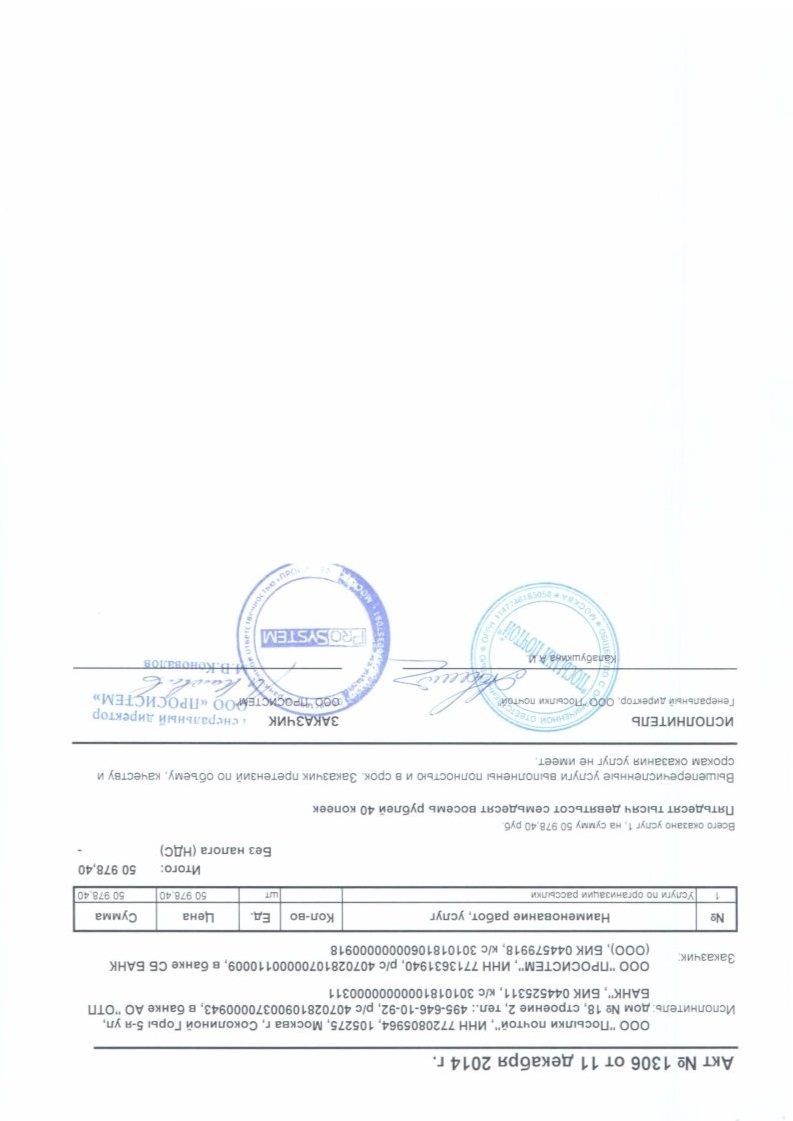 Акт № 1306 от 11 декабря 2014 г.
Исполнитель: ООО "Посылки почтой", ИНН 7720805964, 105275, Москва г, Соколиной Горы 5-я ул,
дом № 18, строение 2, тел.: 495-646-10-92, р/с 40702810900370000943, в банке АО "ОТП
БАНК", БИК 044525311, к/с 30101810000000000311
Заказчик: ООО "ПРОСИСТЕМ", ИНН 7713631940, р/с 40702810700000110009, в банке СБ БАНК
(ООО), БИК 044579918, к/с 30101810600000000918
№ Наименование работ, услуг Кол-во Ед. Цена Сумма
1 Услуги по организации рассылки шт 50 978,40 50 978,40
Итого: 50 978,40
Без налога (НДС) -
Всего оказано услуг 1, на сумму 50 978,40 руб.
Пятьдесят тысяч девятьсот семьдесят восемь рублей 40 копеек
Вышеперечисленные услуги выполнены полностью и в срок. Заказчик претензий по объему, качеству и
срокам оказания услуг не имеет.
ИСПОЛНИТЕЛЬ
Генеральный директор, ООО "Посылки почтой"
Калабушкина А.И.
ЗАКАЗЧИК
ООО "ПРОСИСТЕМ"
Генеральный директор
ООО «ПРОСИСТЕМ»
М.В.Коновалов
PROSYSTEM